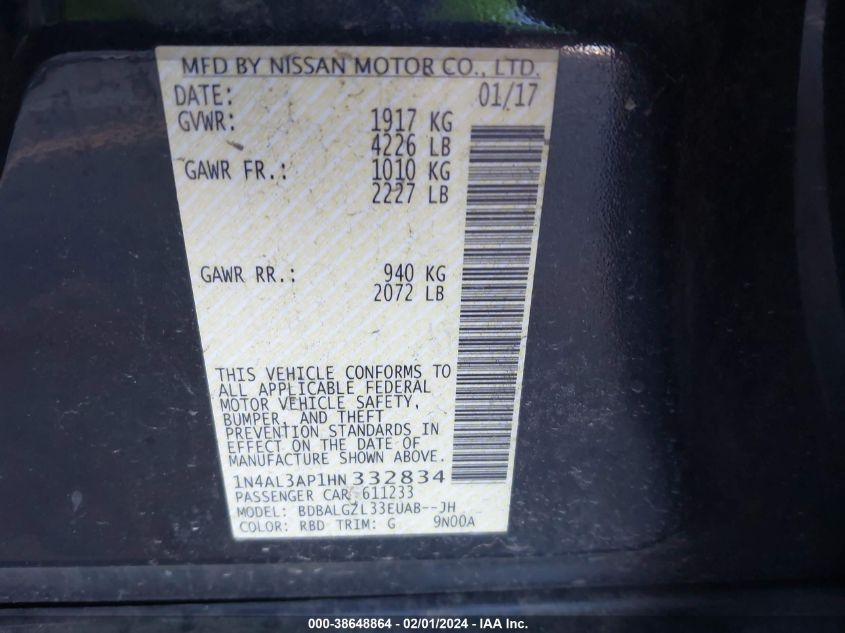 MFD BY NISSAN MOTOR CO., LTD.
DATE: 01/17
GVWR: 1917 KG
4226 LB
GAWR FR.: 1010 KG
2227 LB
GAWR RR.: 940 KG
2072 LB
THIS VEHICLE CONFORMS TO
ALL APPLICABLE FEDERAL
MOTOR VEHICLE SAFETY,
BUMPER, AND THEFT
PREVENTION STANDARDS IN
EFFECT ON THE DATE OF
MANUFACTURE SHOWN ABOVE.
1N4AL3AP1HN332834
PASSENGER CAR 611233
MODEL: BDBALGZL33EUAB--JH
COLOR: RBD TRIM: G 9N00A
000-38648864 - 02/01/2024 - IAA Inc.